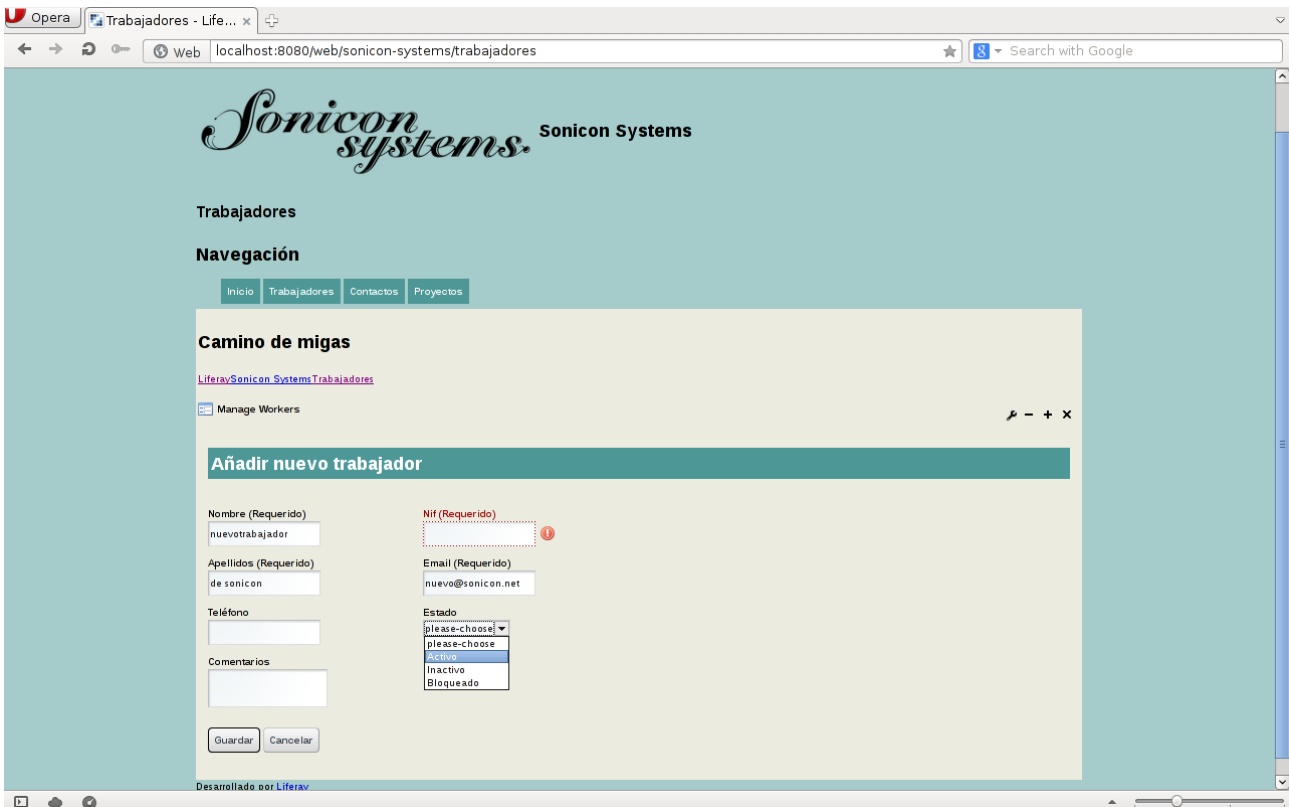 Opera
Trabajadores - Life... ×
Web
localhost:8080/web/sonicon-systems/trabajadores
8
Search with Google
Sonicon systems.
Sonicon Systems
Trabajadores
Navegación
Inicio Trabajadores Contactos Proyectos
Camino de migas
LiferaySonicon SystemsTrabajadores
Manage Workers
Añadir nuevo trabajador
Nombre (Requerido) Nif (Requerido)
nuevotrabajador
Apellidos (Requerido) Email (Requerido)
de sonicon nuevo@sonicon.net
Teléfono Estado
please-choose
please-choose
Activo
Inactivo
Bloqueado
Comentarios
Guardar Cancelar
Desarrollado por Liferay